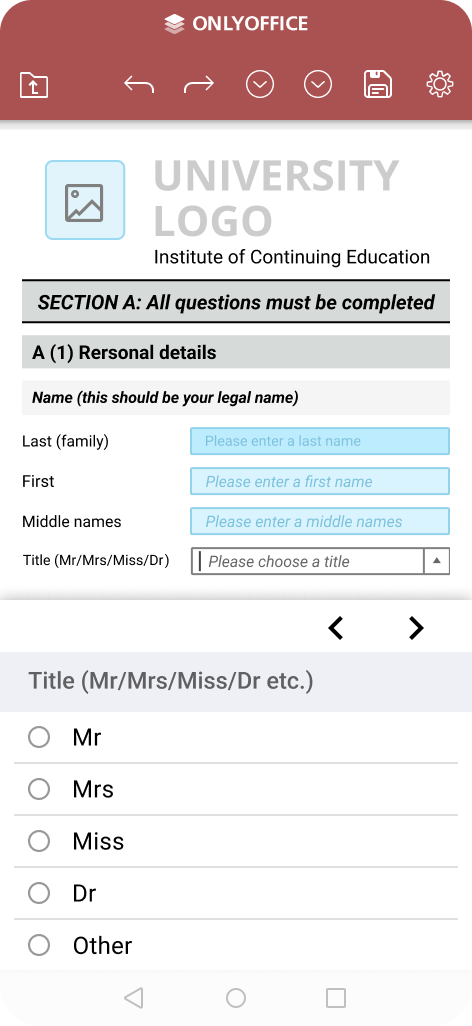 ONLYOFFICE
UNIVERSITY
LOGO
Institute of Continuing Education
SECTION A: All questions must be completed
A (1) Rersonal details
Name (this should be your legal name)
Last (family)
Please enter a last name
First
Please enter a first name
Middle names
Please enter a middle names
Title (Mr/Mrs/Miss/Dr)
Please choose a title
Title (Mr/Mrs/Miss/Dr etc.)
Mr
Mrs
Miss
Dr
Other